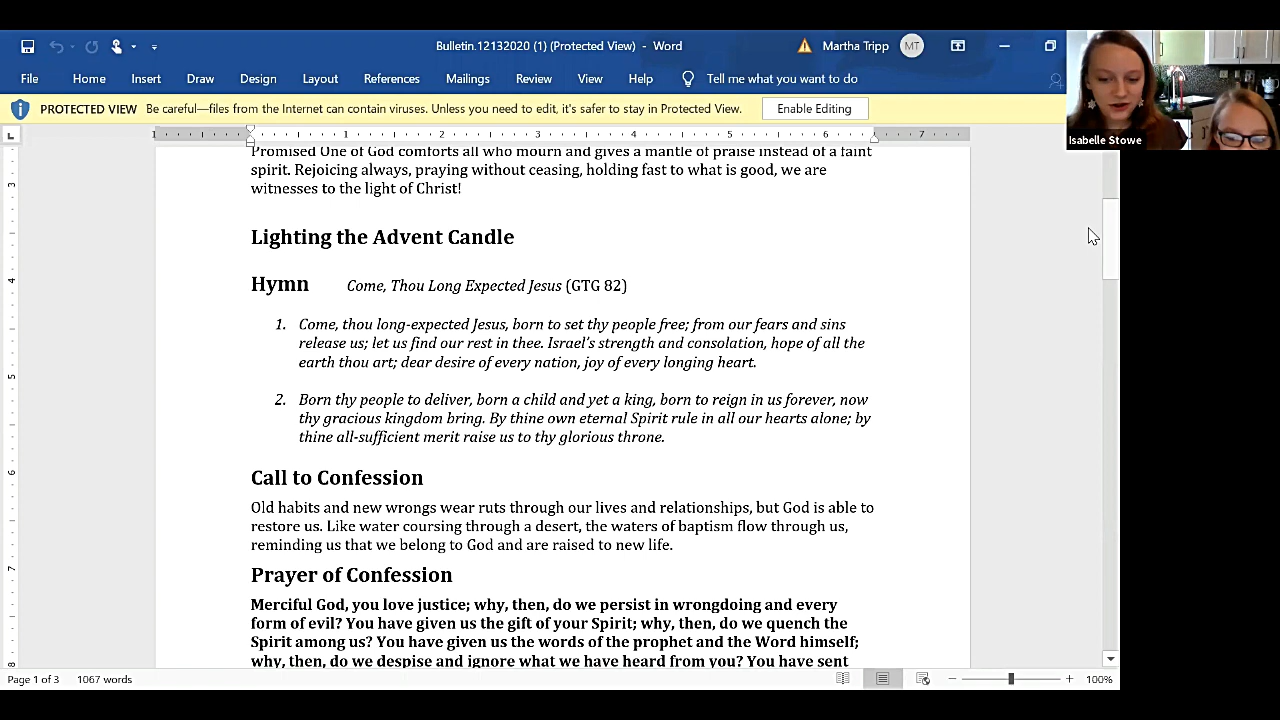 Bulletin.12132020 (1) (Protected View) - Word
Martha Tripp MT
File Home Insert Draw Design Layout References Mailings Review View Help Tell me what you want to do
PROTECTED VIEW Be careful—files from the Internet can contain viruses. Unless you need to edit, it's safer to stay in Protected View. Enable Editing
Isabelle Stowe
1 1 2 3 4 5 6 7
Promised One of God comforts all who mourn and gives a mantle of praise instead of a faint
spirit. Rejoicing always, praying without ceasing, holding fast to what is good, we are
witnesses to the light of Christ!
Lighting the Advent Candle
Hymn Come, Thou Long Expected Jesus (GTG 82)
1. Come, thou long-expected Jesus, born to set thy people free; from our fears and sins
release us; let us find our rest in thee. Israel's strength and consolation, hope of all the
earth thou art; dear desire of every nation, joy of every longing heart.
2. Born thy people to deliver, born a child and yet a king, born to reign in us forever, now
thy gracious kingdom bring. By thine own eternal Spirit rule in all our hearts alone; by
thine all-sufficient merit raise us to thy glorious throne.
Call to Confession
Old habits and new wrongs wear ruts through our lives and relationships, but God is able to
restore us. Like water coursing through a desert, the waters of baptism flow through us,
reminding us that we belong to God and are raised to new life.
Prayer of Confession
Merciful God, you love justice; why, then, do we persist in wrongdoing and every
form of evil? You have given us the gift of your Spirit; why, then, do we quench the
Spirit among us? You have given us the words of the prophet and the Word himself;
why, then, do we despise and ignore what we have heard from you? You have sent
3
4
5
6
7
8
Page 1 of 3 1067 words 100%